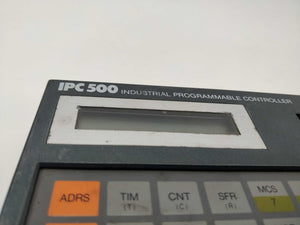 IPC 500 INDUSTRIAL PROGRAMMABLE CONTROLLER
ADRS TIM (T) CNT (C) SFR (R) MCS 7